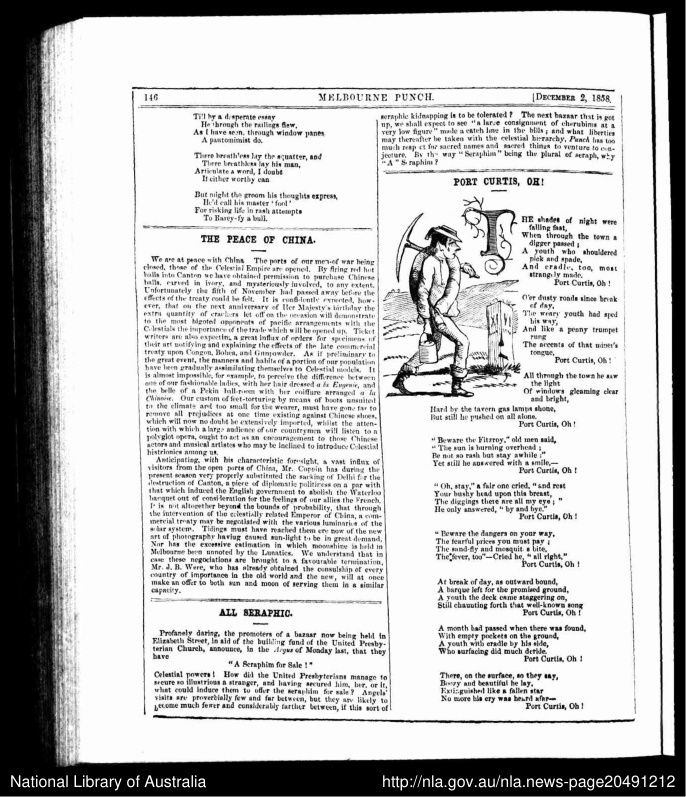 146
MELBOURNE PUNCH.
[DECEMBER 2, 1858.
Till by a desperate essay
He through the railings flew,
As I have seen, through window panes
A pantomimist do.
There breathless lay the squatter, and
There breathless lay his man,
Articulate a word, I doubt
If either worthy can
But might the groom his thoughts express,
He'd call his master 'fool'
For risking life in rash attempts
To Barry-fy a bull.
THE PEACE OF CHINA.
We are at peace with China The ports of our men-of war being
closed, those of the Celestial Empire are opened. By firing red hot
balls into Canton we have obtained permission to purchase Chinese
balls, carved in ivory, and mysteriously involved, to any extent.
Unfortunately the fifth of November had passed away before the
effects of the treaty could be felt. It is confidently expected, how-
ever, that on the next anniversary of Her Majesty's birthday the
extra quantity of crackers let off on the occasion will demonstrate
to the most bigoted opponents of pacific arrangements with the
Celestials the importance of the trade which will be opened up. Ticket
writers are also expecting a great influx of orders for specimens of
their art notifying and explaining the effects of the late commercial
treaty upon Congou, Bohea, and Gunpowder. As if preliminary to
the great event, the manners and habits of a portion of our population
have been gradually assimilating themselves to Celestial models. It
is almost impossible, for example, to perceive the difference between
one of our fashionable ladies, with her hair dressed a la Eugenie, and
the belle of a Pekin ball-room with her coiffure arranged a la
Chinoise. Our custom of feet-torturing by means of boots unsuited
to the climate and too small for the wearer, must have gone far to
remove all prejudices at one time existing against Chinese shoes,
which will now no doubt be extensively imported, whilst the atten-
tion with which a large audience of our countrymen will listen to a
polyglot opera, ought to act as an encouragement to those Chinese
actors and musical artistes who may be inclined to introduce Celestial
histrionics among us.
Anticipating, with his characteristic foresight, a vast influx of
visitors from the open ports of China, Mr. Coppin has during the
present season very properly substituted the sacking of Delhi for the
destruction of Canton, a piece of diplomatic politeness on a par with
that which induced the English government to abolish the Waterloo
banquet out of consideration for the feelings of our allies the French.
It is not altogether beyond the bounds of probability, that through
the intervention of the celestially related Emperor of China, a com-
mercial treaty may be negotiated with the various luminaries of the
solar system. Tidings must have reached them ere now of the new
art of photography having caused sun-light to be in great demand.
Nor has the excessive estimation in which moonshine is held in
Melbourne been unnoted by the Lunatics. We understand that in
case these negotiations are brought to a favourable termination,
Mr. J. B. Were, who has already obtained the consulship of every
country of importance in the old world and the new, will at once
make an offer to both sun and moon of serving them in a similar
capacity.
ALL SERAPHIC.
Profanely daring, the promoters of a bazaar now being held in
Elizabeth Street, in aid of the building fund of the United Presby-
terian Church, announce, in the Argus of Monday last, that they
have
"A Seraphim for Sale!"
Celestial powers! How did the United Presbyterians manage to
secure so illustrious a stranger, and having secured him, her, or it,
what could induce them to offer the seraphim for sale? Angels'
visits are proverbially few and far between, but they are likely to
become much fewer and considerably farther between, if this sort of
seraphic kidnapping is to be tolerated? The next bazaar that is got
up, we shall expect to see "a large consignment of cherubims at a
very low figure" made a catch line in the bills; and what liberties
may thereafter be taken with the celestial hierarchy, Punch has too
much respect for sacred names and sacred things to venture to con-
jecture. By the way "Seraphim" being the plural of seraph, why
"A" Seraphim?
PORT CURTIS, OH!
THE shades of night were
falling fast,
When through the town a
digger passed;
A youth who shouldered
pick and spade,
And cradle, too, most
strangely made.
Port Curtis, Oh!
O'er dusty roads since break
of day,
The weary youth had sped
his way,
And like a penny trumpet
rung
The accents of that miner's
tongue,
Port Curtis, Oh!
All through the town he saw
the light
Of windows gleaming clear
and bright,
Hard by the tavern gas lamps shone,
But still he pushed on all alone.
Port Curtis, Oh!
"Beware the Fitzroy," old men said,
"The sun is burning overhead;
Be not so rash but stay awhile;"
Yet still he answered with a smile,—
Port Curtis, Oh!
"Oh, stay," a fair one cried, "and rest
Your bushy head upon this breast,
The diggings there are all my eye;"
He only answered, "by and bye."
Port Curtis, Oh!
"Beware the dangers on your way,
The fearful prices you must pay;
The sand-fly and mosquit a bite,
The fever, too"—Cried he, "all right,"
Port Curtis, Oh!
At break of day, as outward bound,
A barque left for the promised ground,
A youth the deck came staggering on,
Still chaunting forth that well-known song
Port Curtis, Oh!
A month had passed when there was found,
With empty pockets on the ground,
A youth with cradle by his side,
Who surfacing did much deride.
Port Curtis, Oh!
There, on the surface, so they say,
Boozy and beautiful he lay,
Extinguished like a fallen star
No more his cry was heard afar—
Port Curtis, Oh!
National Library of Australia
http://nla.gov.au/nla.news-page20491212